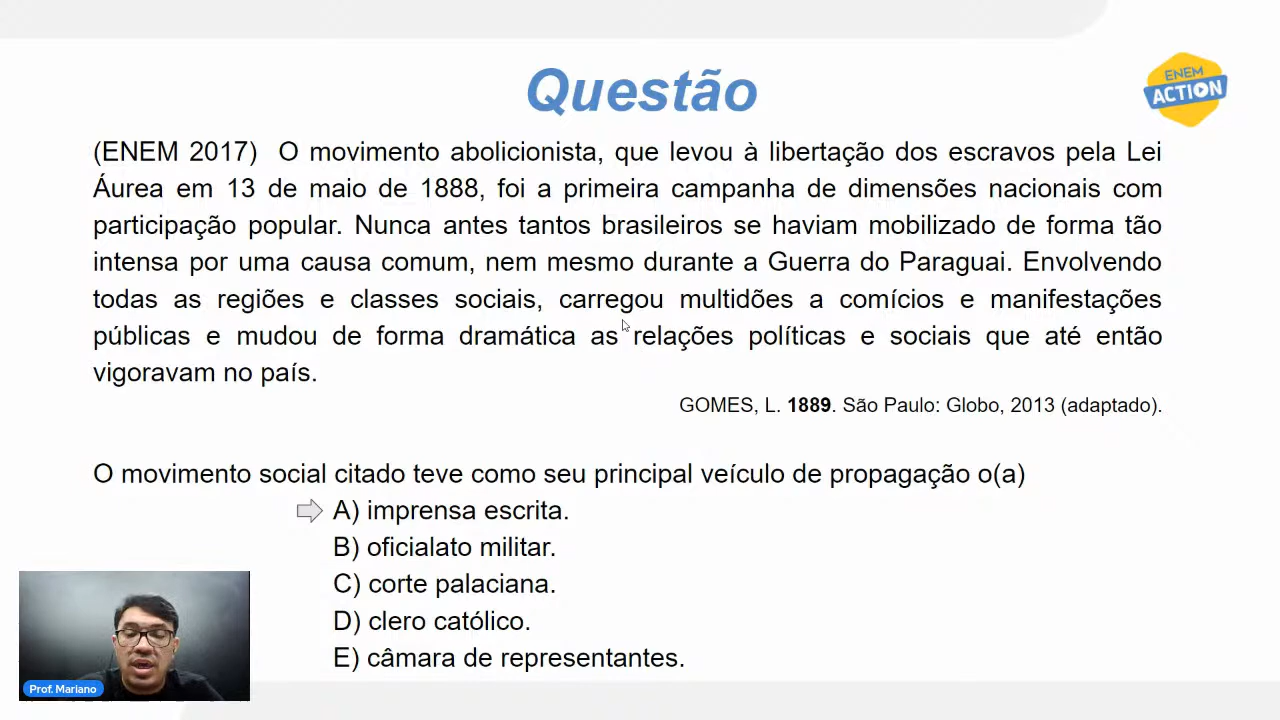 Questão
ENEM
ACTION
(ENEM 2017) O movimento abolicionista, que levou à libertação dos escravos pela Lei
Áurea em 13 de maio de 1888, foi a primeira campanha de dimensões nacionais com
participação popular. Nunca antes tantos brasileiros se haviam mobilizado de forma tão
intensa por uma causa comum, nem mesmo durante a Guerra do Paraguai. Envolvendo
todas as regiões e classes sociais, carregou multidões a comícios e manifestações
públicas e mudou de forma dramática as relações políticas e sociais que até então
vigoravam no país.
GOMES, L. 1889. São Paulo: Globo, 2013 (adaptado).
O movimento social citado teve como seu principal veículo de propagação o(a)
A) imprensa escrita.
B) oficialato militar.
C) corte palaciana.
D) clero católico.
E) câmara de representantes.
Prof. Mariano